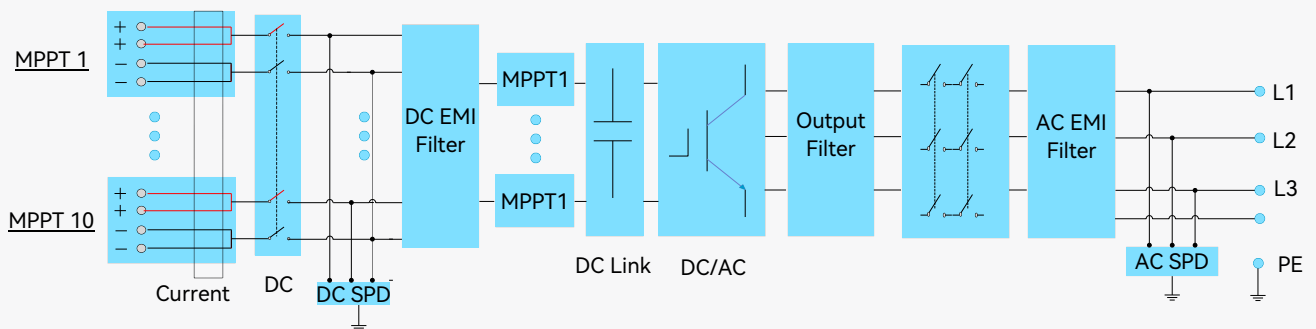 MPPT 1
+
+
−
−
MPPT 10
+
+
−
−
Current
DC
DC SPD
DC EMI
Filter
MPPT1
MPPT1
DC Link
DC/AC
Output
Filter
AC EMI
Filter
L1
L2
L3
AC SPD
PE